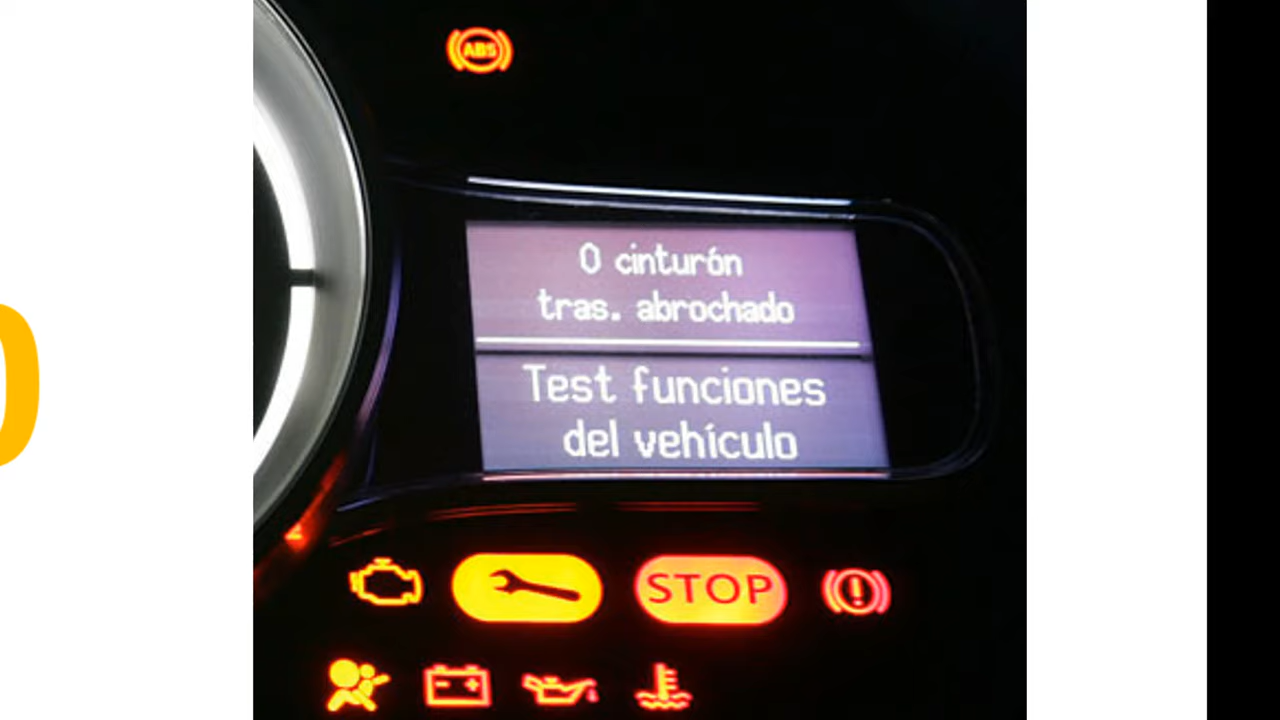 ABS
0 cinturón
tras. abrochado
Test funciones
del vehículo
STOP